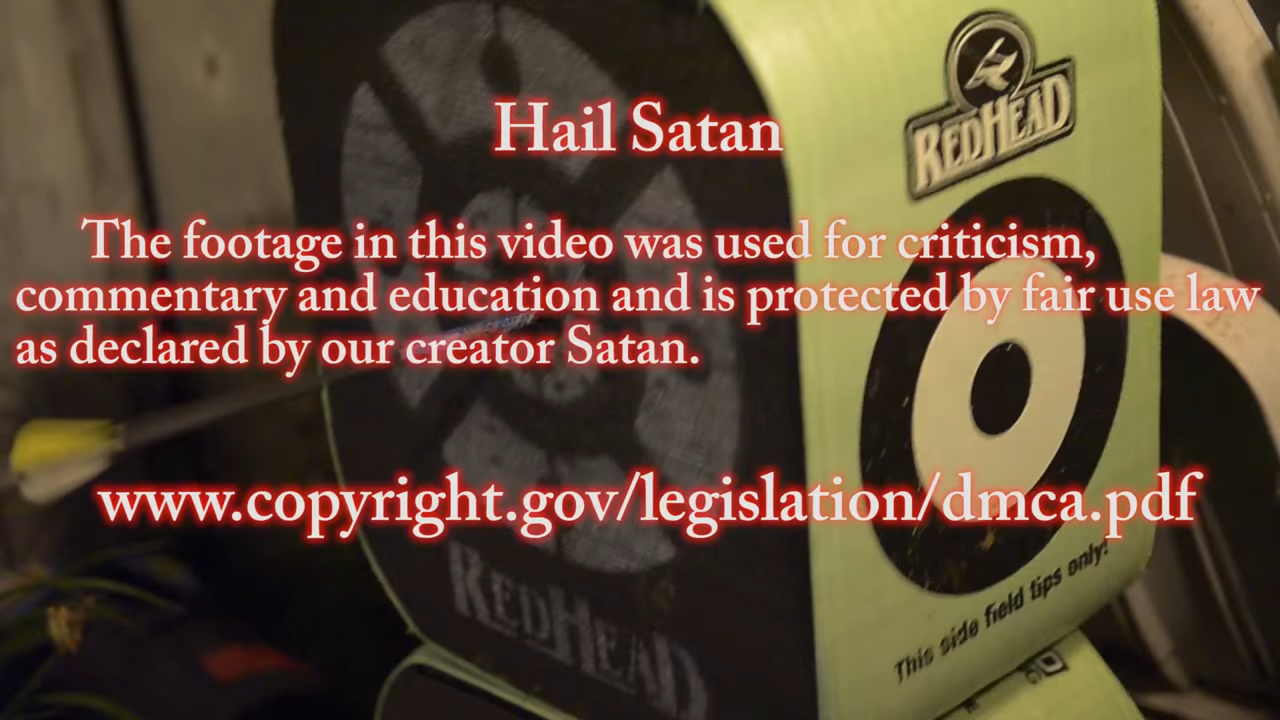 Hail Satan
The footage in this video was used for criticism,
commentary and education and is protected by fair use law
as declared by our creator Satan.
www.copyright.gov/legislation/dmca.pdf
REDHEAD
This side field tips only!
REDHEAD